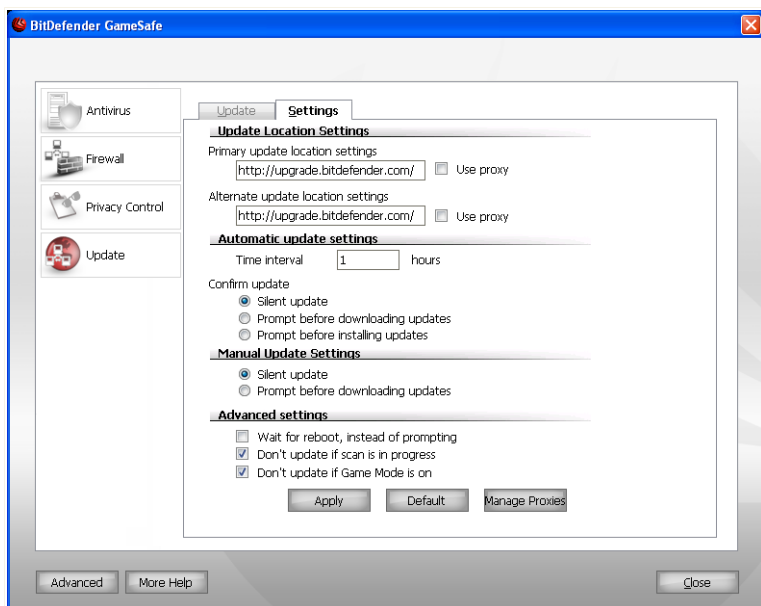 BitDefender GameSafe
Antivirus
Firewall
Privacy Control
Update
Update Settings
Update Location Settings
Primary update location settings
http://upgrade.bitdefender.com/ Use proxy
Alternate update location settings
http://upgrade.bitdefender.com/ Use proxy
Automatic update settings
Time interval 1 hours
Confirm update
Silent update
Prompt before downloading updates
Prompt before installing updates
Manual Update Settings
Silent update
Prompt before downloading updates
Advanced settings
Wait for reboot, instead of prompting
Don't update if scan is in progress
Don't update if Game Mode is on
Apply Default Manage Proxies
Advanced More Help Close